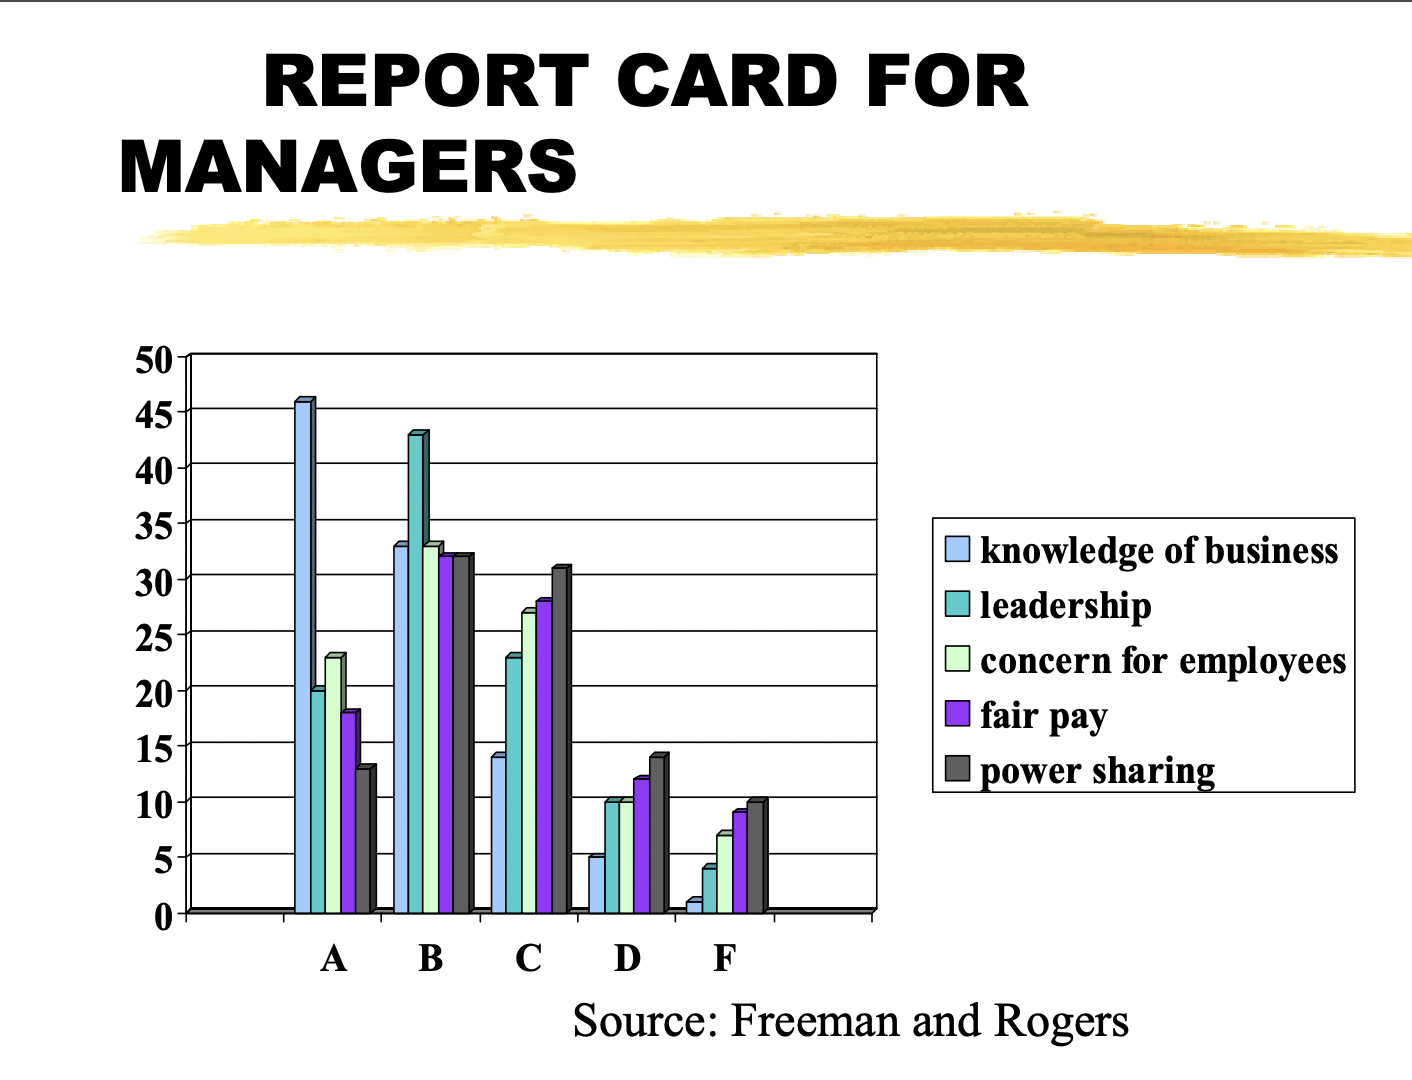 REPORT CARD FOR
MANAGERS
50
45
40
35
30
25
20
15
10
5
0
A B C D F
knowledge of business
leadership
concern for employees
fair pay
power sharing
Source: Freeman and Rogers